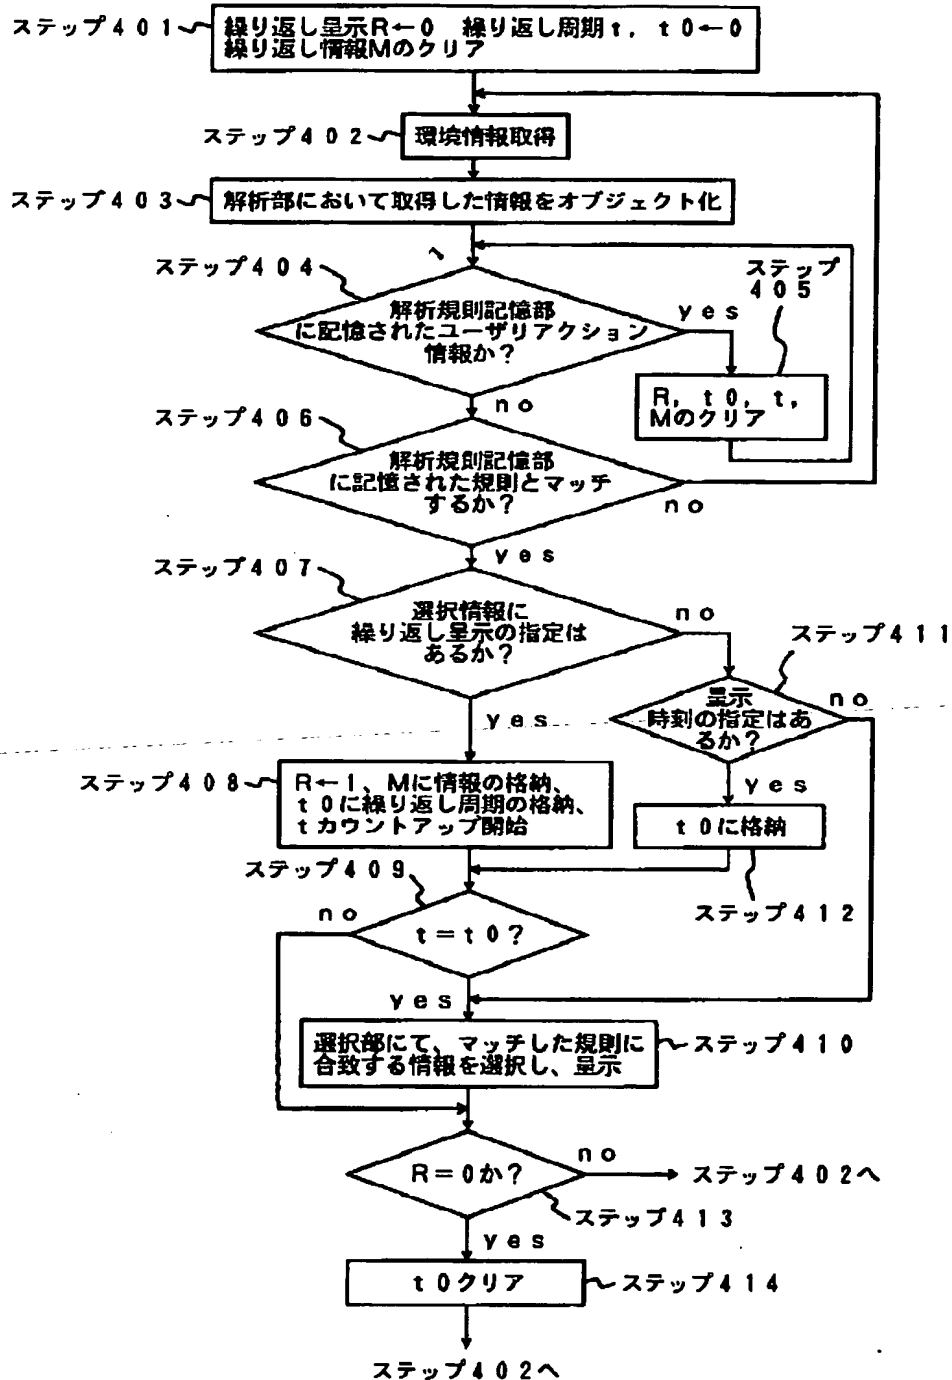 ステップ401
繰り返し呈示R←0　繰り返し周期t，t0←0
繰り返し情報Mのクリア
ステップ402
環境情報取得
ステップ403
解析部において取得した情報をオブジェクト化
ステップ404
解析規則記憶部
に記憶されたユーザリアクション
情報か？
yes
ステップ
405
R，t0，t，
Mのクリア
no
ステップ406
解析規則記憶部
に記憶された規則とマッチ
するか？
no
yes
ステップ407
選択情報に
繰り返し呈示の指定は
あるか？
no
ステップ411
呈示
時刻の指定はあ
るか？
no
yes
yes
ステップ408
R←1、Mに情報の格納、
t0に繰り返し周期の格納、
tカウントアップ開始
t0に格納
ステップ412
ステップ409
t＝t0？
no
yes
選択部にて、マッチした規則に
合致する情報を選択し、呈示
ステップ410
R＝0か？
no
ステップ402へ
ステップ413
yes
t0クリア
ステップ414
ステップ402へ